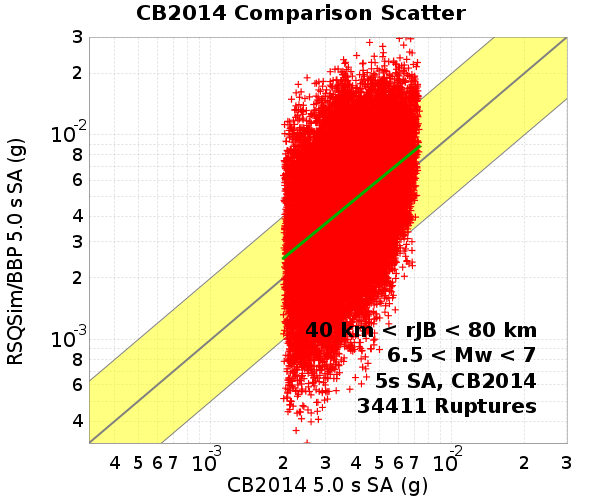 CB2014 Comparison Scatter
3
2
10-2
8
6
4
3
2
10-3
8
6
4
RSQSim/BBP 5.0 s SA (g)
40 km < rJB < 80 km
6.5 < Mw < 7
5s SA, CB2014
34411 Ruptures
4 5 6 7 10-3 2 3 4 5 6 7 10-2 2 3
CB2014 5.0 s SA (g)